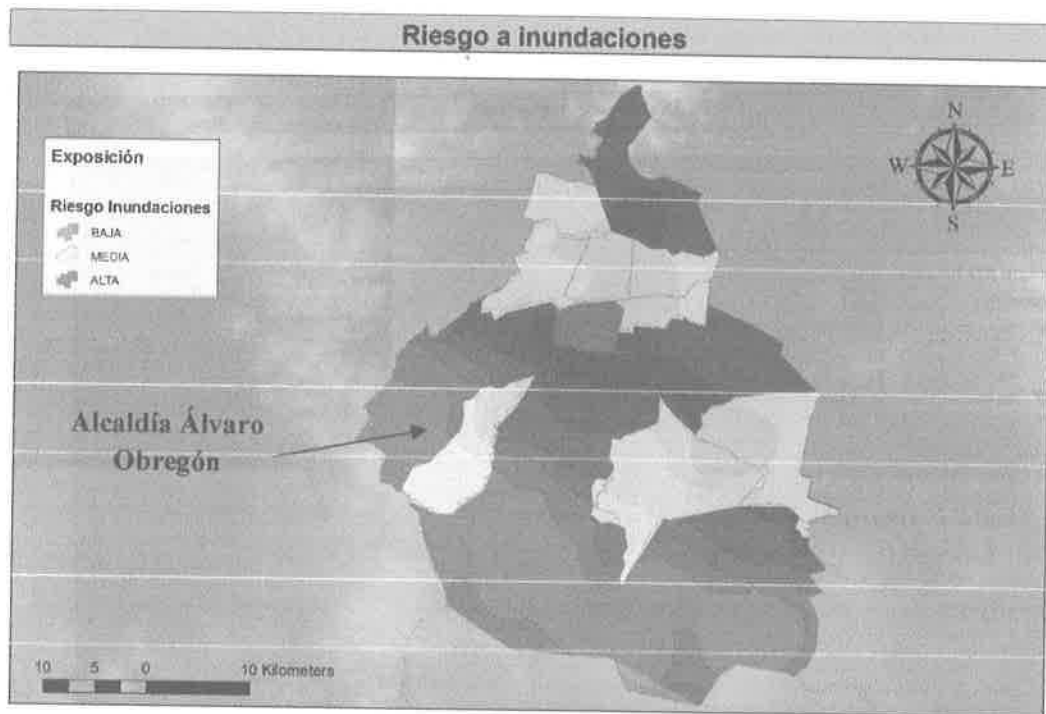 Riesgo a inundaciones
Exposición
Riesgo Inundaciones
BAJA
MEDIA
ALTA
N
W
E
S
Alcaldía Álvaro
Obregón
10 5 0 10 Kilometers